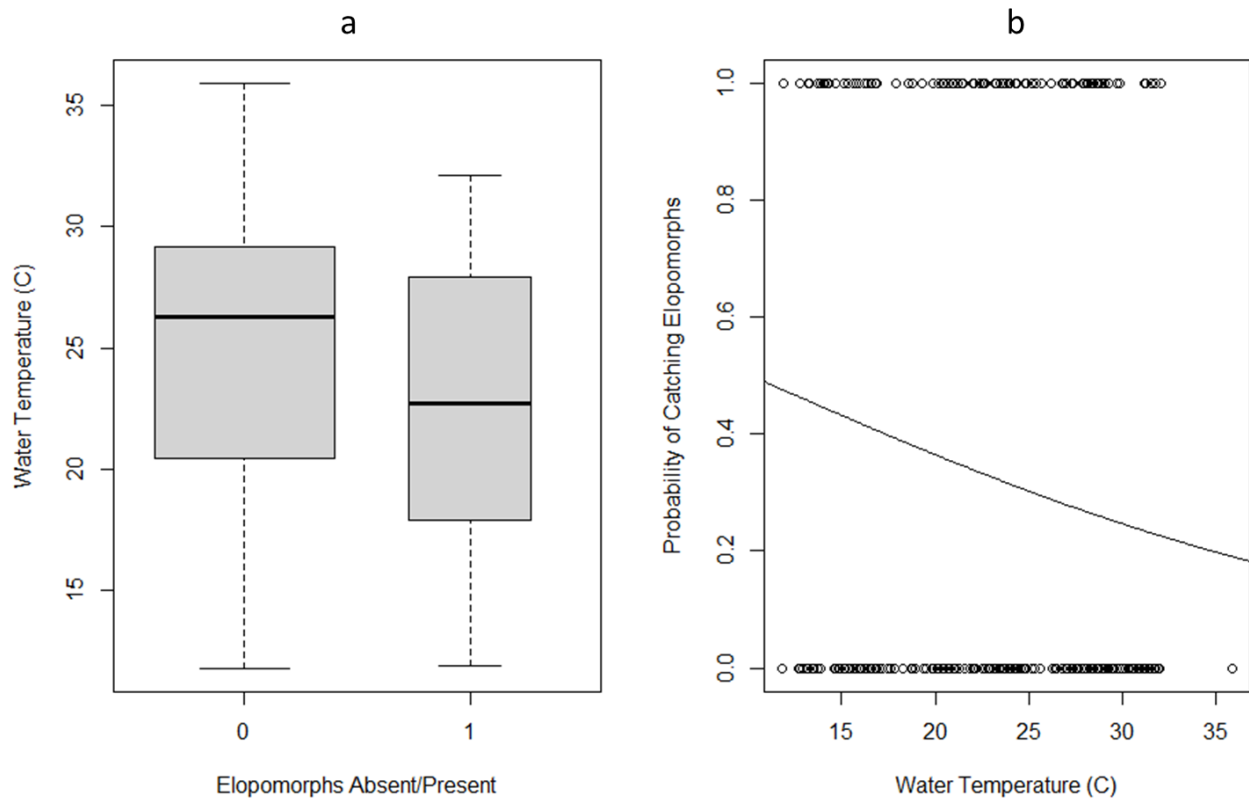 a
Water Temperature (C)
35
30
25
20
15
0 1
Elopomorphs Absent/Present
b
Probability of Catching Elopomorphs
1.0
0.8
0.6
0.4
0.2
0.0
15 20 25 30 35
Water Temperature (C)